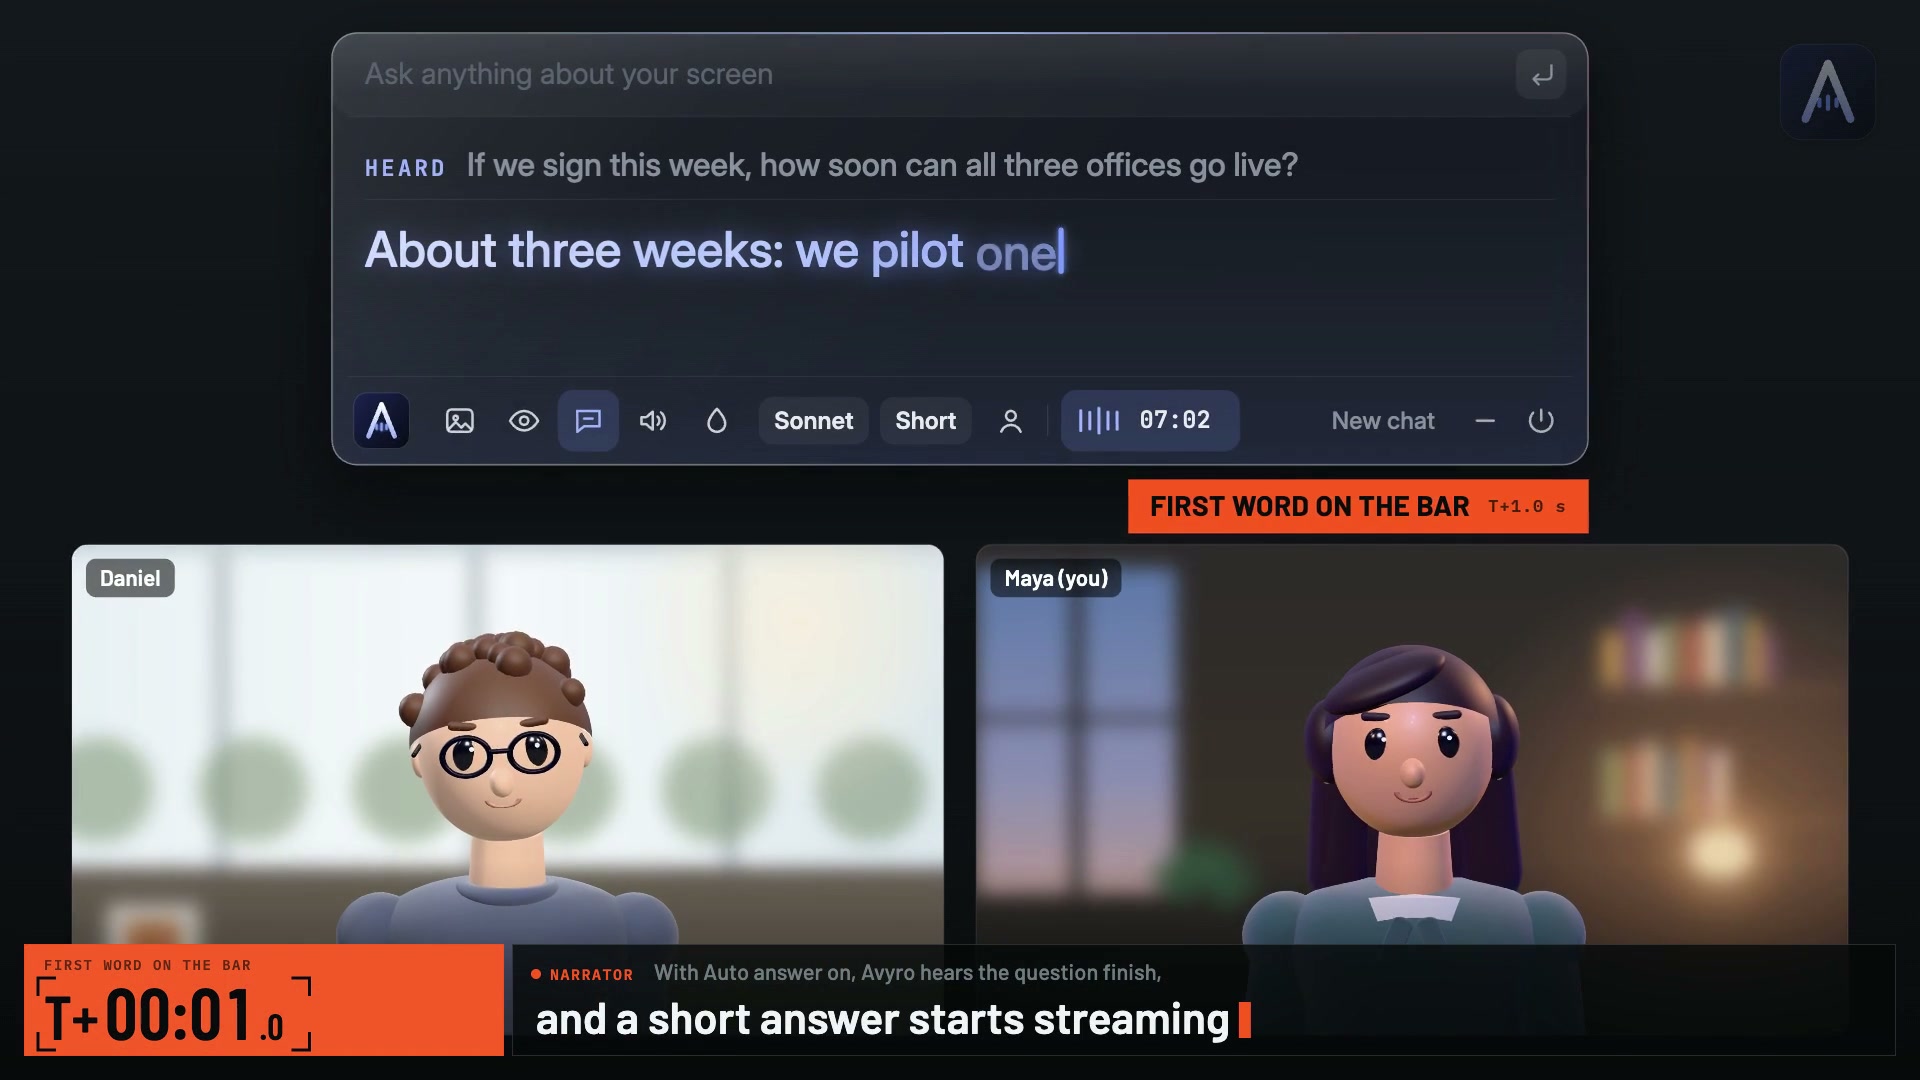 Ask anything about your screen
HEARD If we sign this week, how soon can all three offices go live?
About three weeks: we pilot one
Sonnet Short 07:02 New chat
FIRST WORD ON THE BAR T+1.0 s
Daniel
Maya (you)
FIRST WORD ON THE BAR
T+00:01.0
NARRATOR With Auto answer on, Avyro hears the question finish,
and a short answer starts streaming